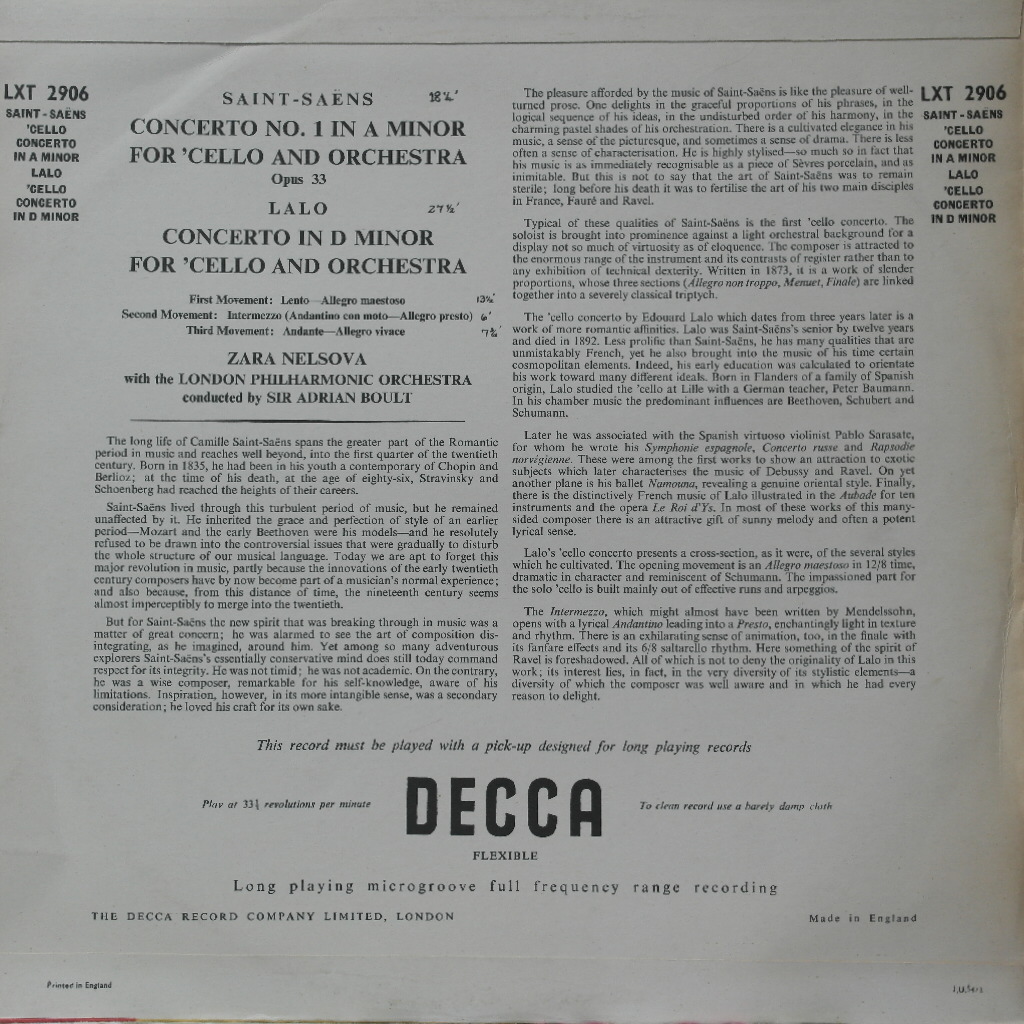 LXT 2906
SAINT-SAËNS
'CELLO
CONCERTO
IN A MINOR
LALO
'CELLO
CONCERTO
IN D MINOR
SAINT-SAËNS
CONCERTO NO. 1 IN A MINOR
FOR 'CELLO AND ORCHESTRA
Opus 33
LALO 27½'
CONCERTO IN D MINOR
FOR 'CELLO AND ORCHESTRA
First Movement: Lento—Allegro maestoso
Second Movement: Intermezzo (Andantino con moto—Allegro presto) 6'
Third Movement: Andante—Allegro vivace
ZARA NELSOVA
with the LONDON PHILHARMONIC ORCHESTRA
conducted by SIR ADRIAN BOULT
The long life of Camille Saint-Saëns spans the greater part of the Romantic
period in music and reaches well beyond, into the first quarter of the twentieth
century. Born in 1835, he had been in his youth a contemporary of Chopin and
Berlioz; at the time of his death, at the age of eighty-six, Stravinsky and
Schoenberg had reached the heights of their careers.
Saint-Saëns lived through this turbulent period of music, but he remained
unaffected by it. He inherited the grace and perfection of style of an earlier
period—Mozart and the early Beethoven were his models—and he resolutely
refused to be drawn into the controversial issues that were gradually to disturb
the whole structure of our musical language. Today we are apt to forget this
major revolution in music, partly because the innovations of the early twentieth
century composers have by now become part of a musician's normal experience;
and also because, from this distance of time, the nineteenth century seems
almost imperceptibly to merge into the twentieth.
But for Saint-Saëns the new spirit that was breaking through in music was a
matter of great concern; he was alarmed to see the art of composition dis-
integrating, as he imagined, around him. Yet among so many adventurous
explorers Saint-Saëns's essentially conservative mind does still today command
respect for its integrity. He was not timid; he was not academic. On the contrary,
he was a wise composer, remarkable for his self-knowledge, aware of his
limitations. Inspiration, however, in its more intangible sense, was a secondary
consideration; he loved his craft for its own sake.
The pleasure afforded by the music of Saint-Saëns is like the pleasure of well-
turned prose. One delights in the graceful proportions of his phrases, in the
logical sequence of his ideas, in the undisturbed order of his harmony, in the
charming pastel shades of his orchestration. There is a cultivated elegance in his
music, a sense of the picturesque, and sometimes a sense of drama. There is less
often a sense of characterisation. He is highly stylised—so much so in fact that
his music is as immediately recognisable as a piece of Sèvres porcelain, and as
inimitable. But this is not to say that the art of Saint-Saëns was to remain
sterile; long before his death it was to fertilise the art of his two main disciples
in France, Fauré and Ravel.
Typical of these qualities of Saint-Saëns is the first 'cello concerto. The
soloist is brought into prominence against a light orchestral background for a
display not so much of virtuosity as of eloquence. The composer is attracted to
the enormous range of the instrument and its contrasts of register rather than to
any exhibition of technical dexterity. Written in 1873, it is a work of slender
proportions, whose three sections (Allegro non troppo, Menuet, Finale) are linked
together into a severely classical triptych.
The 'cello concerto by Edouard Lalo which dates from three years later is a
work of more romantic affinities. Lalo was Saint-Saëns's senior by twelve years
and died in 1892. Less prolific than Saint-Saëns, he has many qualities that are
unmistakably French, yet he also brought into the music of his time certain
cosmopolitan elements. Indeed, his early education was calculated to orientate
his work toward many different ideals. Born in Flanders of a family of Spanish
origin, Lalo studied the 'cello at Lille with a German teacher, Peter Baumann.
In his chamber music the predominant influences are Beethoven, Schubert and
Schumann.
Later he was associated with the Spanish virtuoso violinist Pablo Sarasate,
for whom he wrote his Symphonie espagnole, Concerto russe and Rapsodie
norvégienne. These were among the first works to show an attraction to exotic
subjects which later characterises the music of Debussy and Ravel. On yet
another plane is his ballet Namouna, revealing a genuine oriental style. Finally,
there is the distinctively French music of Lalo illustrated in the Aubade for ten
instruments and the opera Le Roi d'Ys. In most of these works of this many-
sided composer there is an attractive gift of sunny melody and often a potent
lyrical sense.
Lalo's 'cello concerto presents a cross-section, as it were, of the several styles
which he cultivated. The opening movement is an Allegro maestoso in 12/8 time,
dramatic in character and reminiscent of Schumann. The impassioned part for
the solo 'cello is built mainly out of effective runs and arpeggios.
The Intermezzo, which might almost have been written by Mendelssohn,
opens with a lyrical Andantino leading into a Presto, enchantingly light in texture
and rhythm. There is an exhilarating sense of animation, too, in the finale with
its fanfare effects and its 6/8 saltarello rhythm. Here something of the spirit of
Ravel is foreshadowed. All of which is not to deny the originality of Lalo in this
work; its interest lies, in fact, in the very diversity of its stylistic elements—a
diversity of which the composer was well aware and in which he had every
reason to delight.
LXT 2906
SAINT-SAËNS
'CELLO
CONCERTO
IN A MINOR
LALO
'CELLO
CONCERTO
IN D MINOR
This record must be played with a pick-up designed for long playing records
Play at 33⅓ revolutions per minute
DECCA
To clean record use a barely damp cloth
FLEXIBLE
Long playing microgroove full frequency range recording
THE DECCA RECORD COMPANY LIMITED, LONDON
Made in England
Printed in England